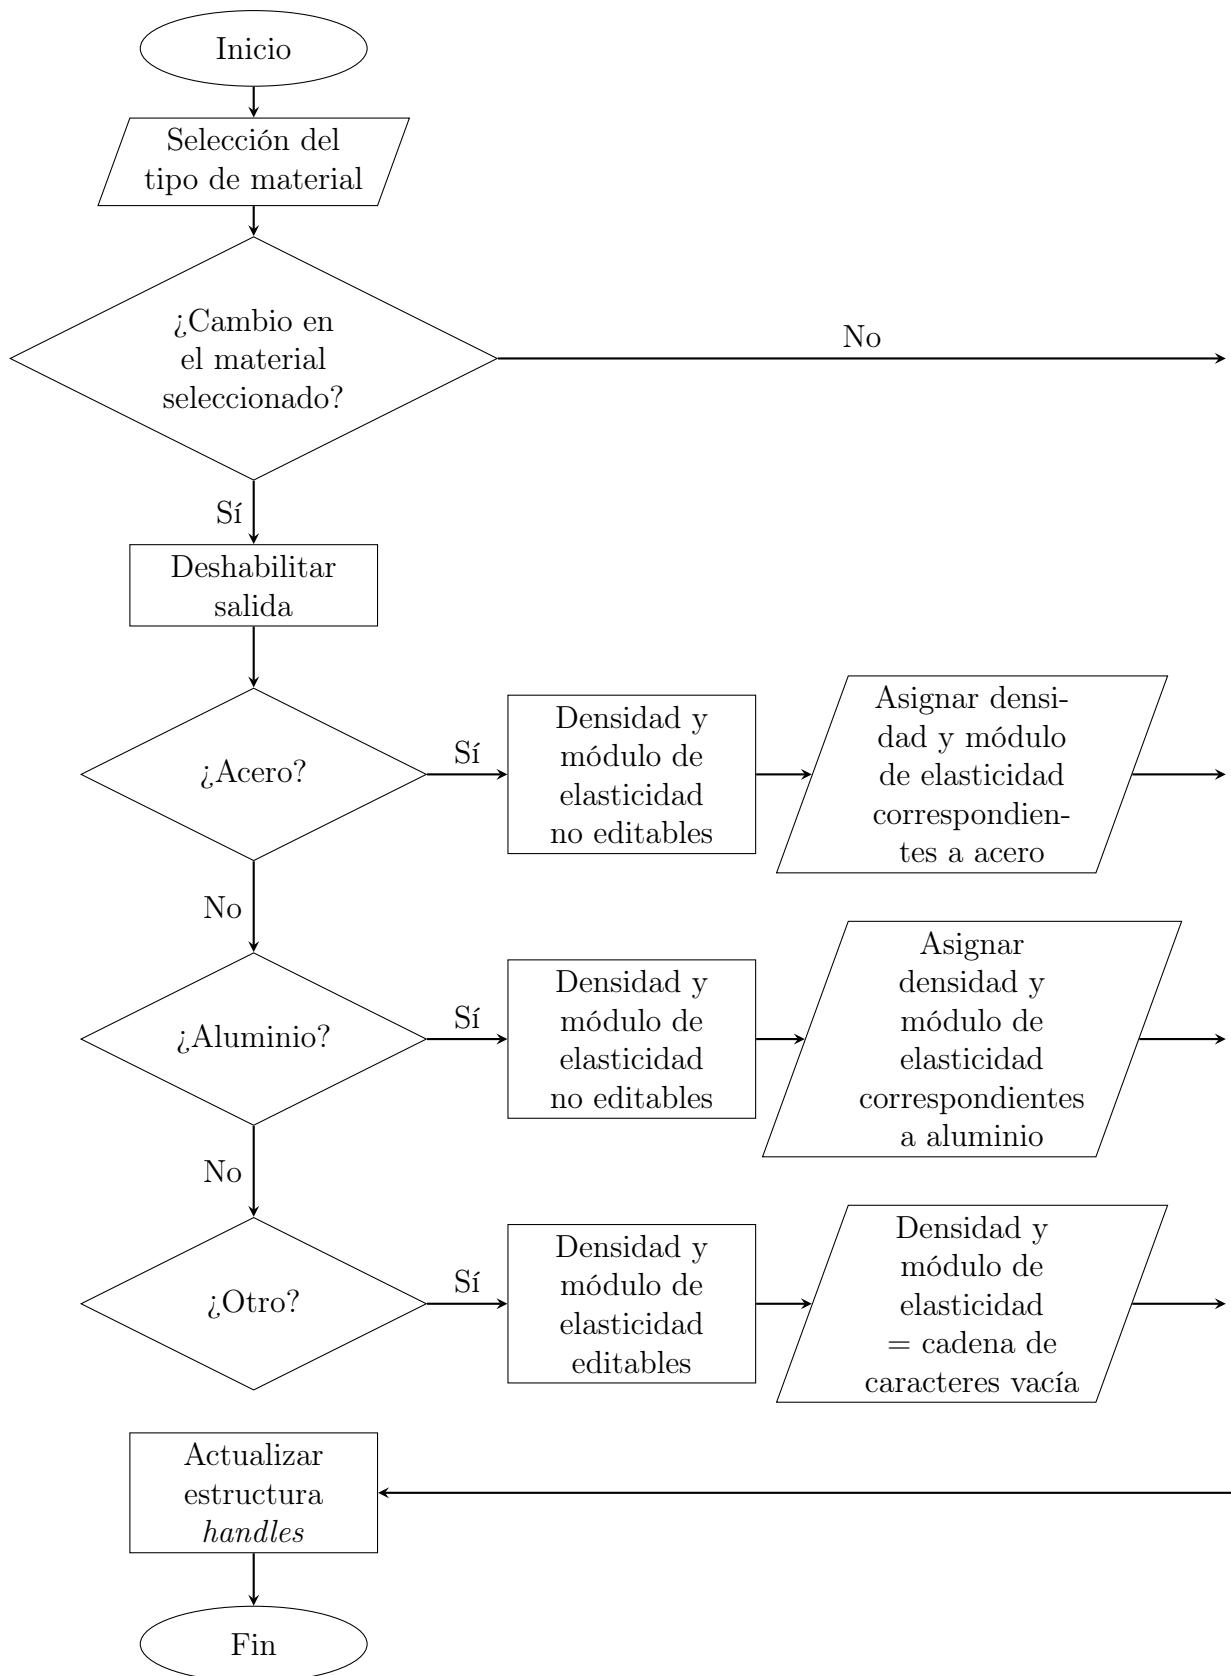 Inicio
Selección del
tipo de material
¿Cambio en
el material
seleccionado?
No
Sí
Deshabilitar
salida
¿Acero?
Sí
Densidad y
módulo de
elasticidad
no editables
Asignar densi-
dad y módulo
de elasticidad
correspondien-
tes a acero
No
¿Aluminio?
Sí
Densidad y
módulo de
elasticidad
no editables
Asignar
densidad y
módulo de
elasticidad
correspondientes
a aluminio
No
¿Otro?
Sí
Densidad y
módulo de
elasticidad
editables
Densidad y
módulo de
elasticidad
= cadena de
caracteres vacía
Actualizar
estructura
handles
Fin